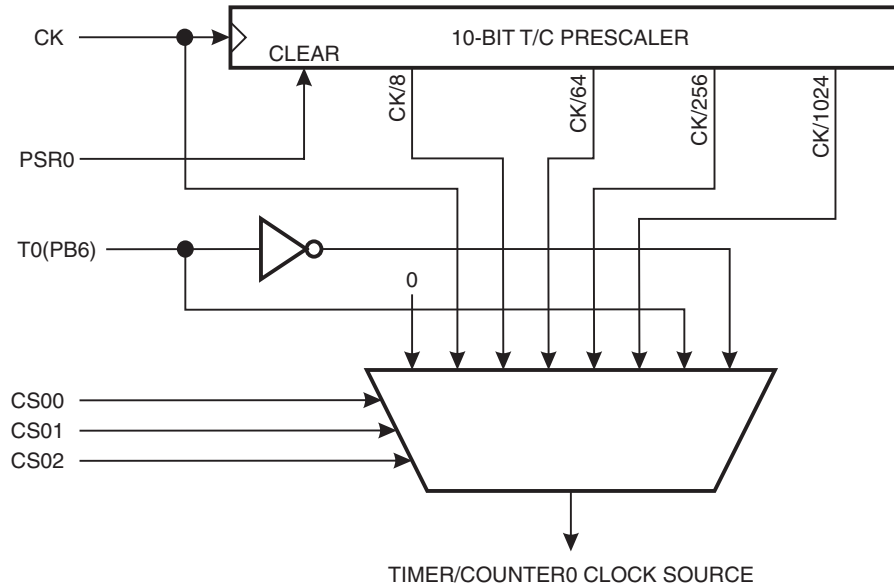 CK
10-BIT T/C PRESCALER
CLEAR
CK/8
CK/64
CK/256
CK/1024
PSR0
T0(PB6)
0
CS00
CS01
CS02
TIMER/COUNTER0 CLOCK SOURCE